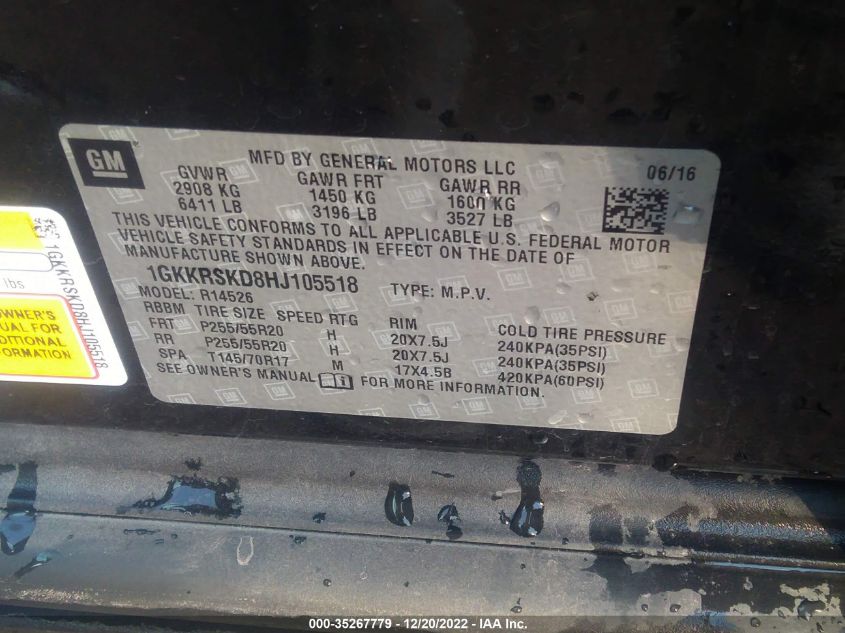 GM
MFD BY GENERAL MOTORS LLC
06/16
GVWR GAWR FRT GAWR RR
2908 KG 1450 KG 1600 KG
6411 LB 3196 LB 3527 LB
THIS VEHICLE CONFORMS TO ALL APPLICABLE U.S. FEDERAL MOTOR
VEHICLE SAFETY STANDARDS IN EFFECT ON THE DATE OF
MANUFACTURE SHOWN ABOVE.
1GKKRSKD8HJ105518 TYPE: M.P.V.
MODEL: R14526
RBBM TIRE SIZE SPEED RTG RIM COLD TIRE PRESSURE
FRT P255/55R20 H 20X7.5J 240KPA(35PSI)
RR P255/55R20 H 20X7.5J 240KPA(35PSI)
SPA T145/70R17 M 17X4.5B 420KPA(60PSI)
SEE OWNER'S MANUAL FOR MORE INFORMATION.
lbs
OWNER'S
MANUAL FOR
ADDITIONAL
FORMATION
1GKKRSKD8HJ105518
000-35267779 - 12/20/2022 - IAA Inc.